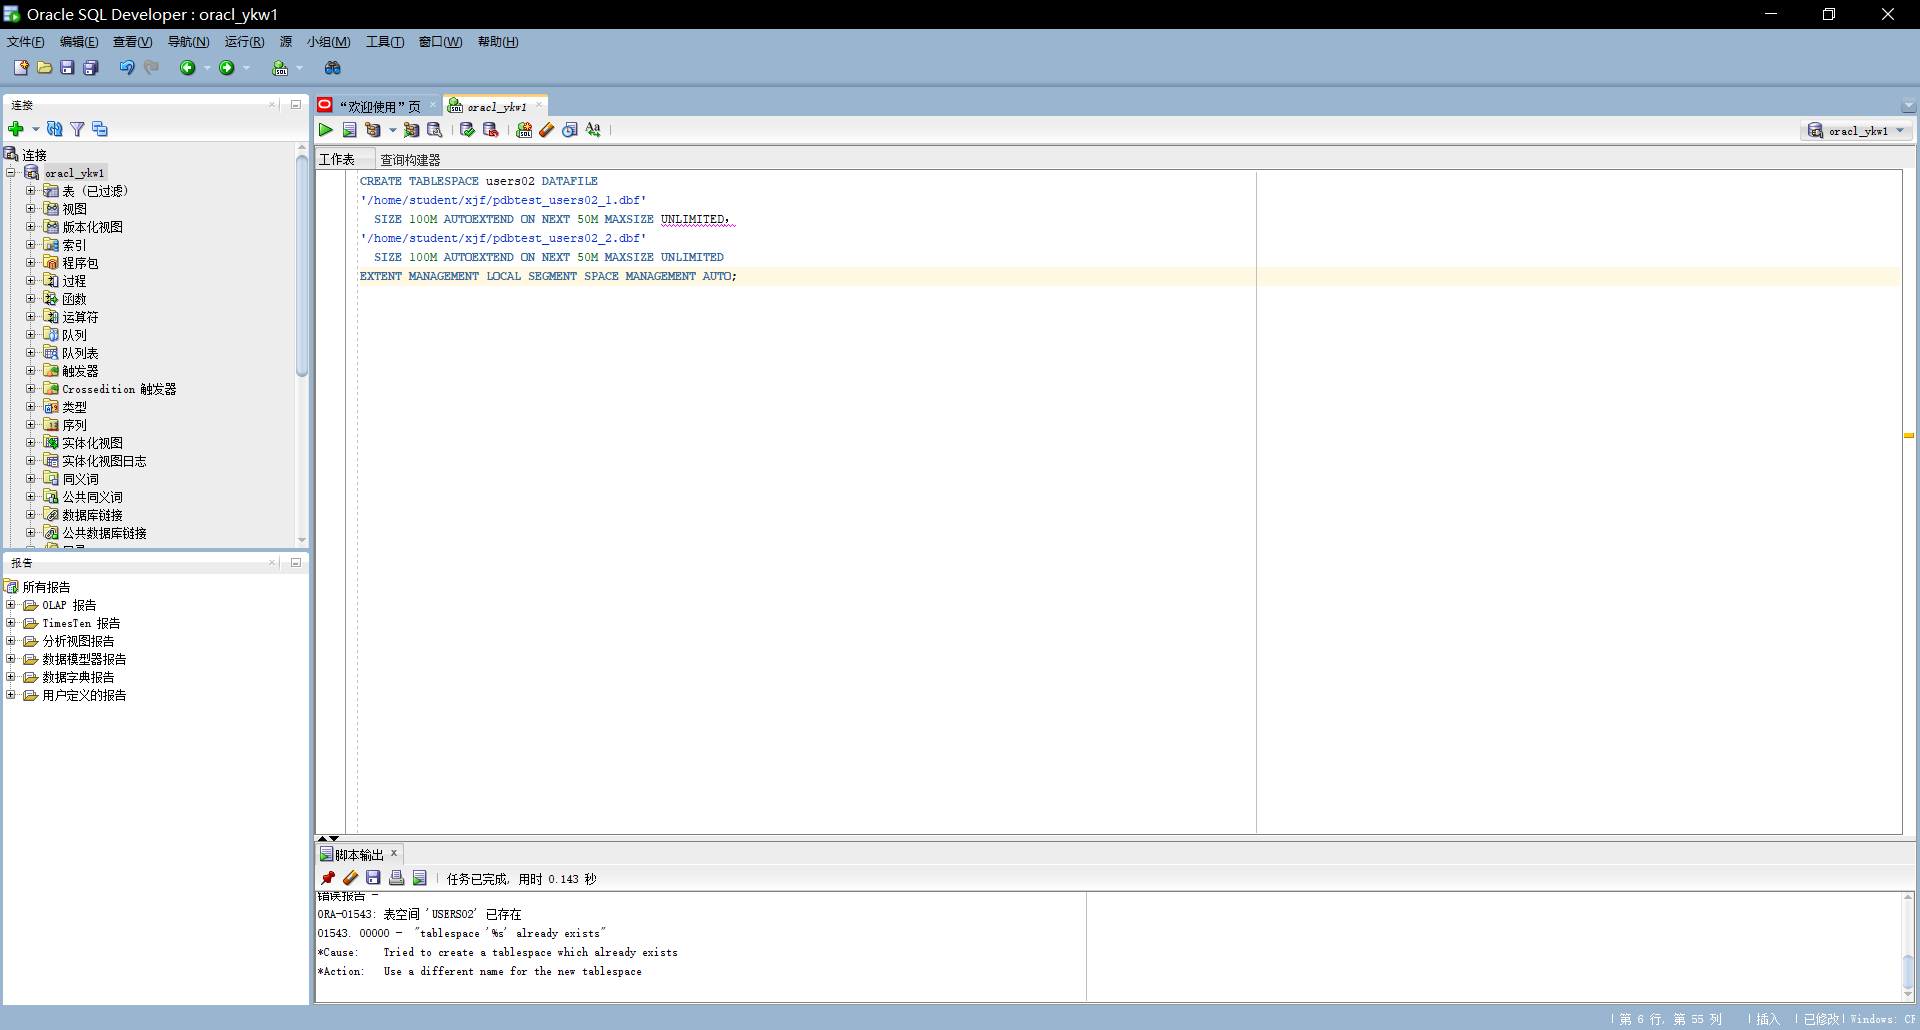 Oracle SQL Developer : oracl_ykw1
文件(F) 编辑(E) 查看(V) 导航(N) 运行(R) 源 小组(M) 工具(T) 窗口(W) 帮助(H)
连接
连接
oracl_ykw1
表 (已过滤)
视图
版本化视图
索引
程序包
过程
函数
运算符
队列
队列表
触发器
Crossedition 触发器
类型
序列
实体化视图
实体化视图日志
同义词
公共同义词
数据库链接
公共数据库链接
报告
所有报告
OLAP 报告
TimesTen 报告
分析视图报告
数据模型器报告
数据字典报告
用户定义的报告
“欢迎使用”页 oracl_ykw1
oracl_ykw1
工作表 查询构建器
CREATE TABLESPACE users02 DATAFILE
'/home/student/xjf/pdbtest_users02_1.dbf'
SIZE 100M AUTOEXTEND ON NEXT 50M MAXSIZE UNLIMITED,
'/home/student/xjf/pdbtest_users02_2.dbf'
SIZE 100M AUTOEXTEND ON NEXT 50M MAXSIZE UNLIMITED
EXTENT MANAGEMENT LOCAL SEGMENT SPACE MANAGEMENT AUTO;
脚本输出
任务已完成, 用时 0.143 秒
错误报告 -
ORA-01543: 表空间 'USERS02' 已存在
01543. 00000 - "tablespace '%s' already exists"
*Cause: Tried to create a tablespace which already exists
*Action: Use a different name for the new tablespace
第 6 行, 第 55 列 插入 已修改 Windows: CF